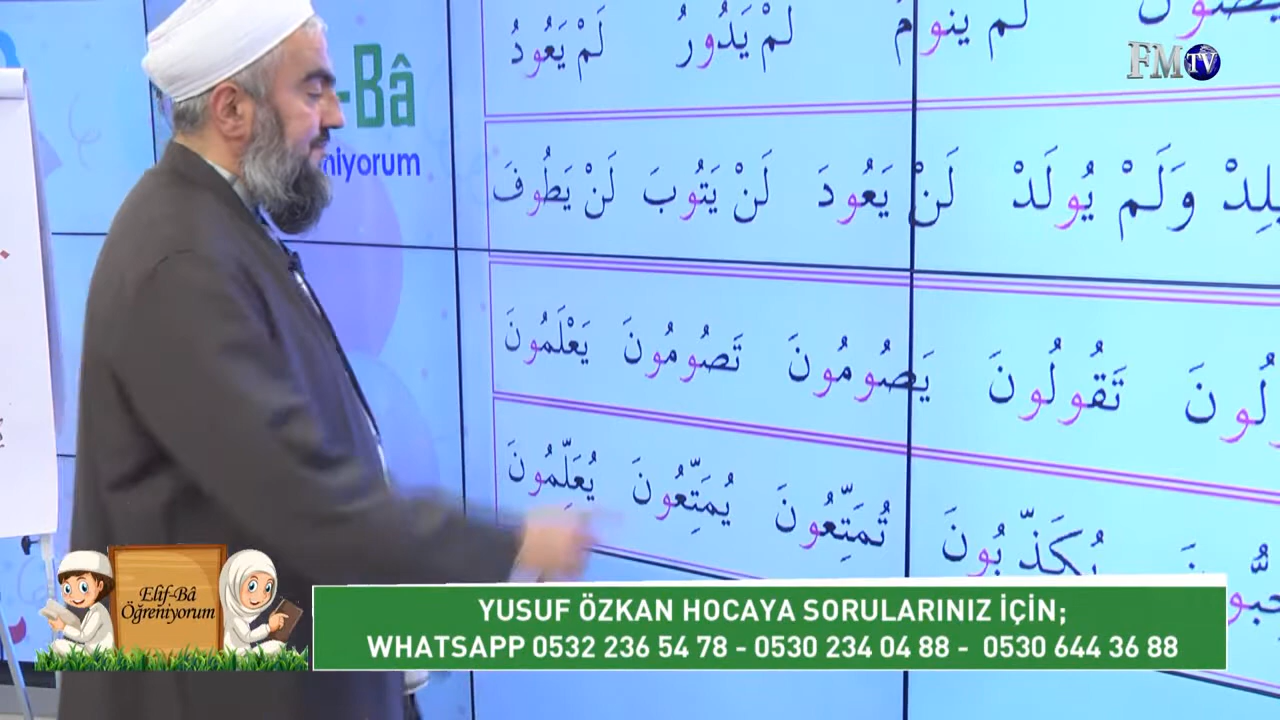 لَمْ يَدُورُ لَمْ يَعُودُ
FM TV
-Bâ
niyorum
وَلَمْ يُولَدْ لَنْ يَعُودَ لَنْ يَتُوبَ لَنْ يَطُوفَ
تَقُولُونَ يَصُومُونَ تَصُومُونَ يَعْلَمُونَ
يُكَذِّبُونَ تُمَتِّعُونَ يُمَتِّعُونَ يُعَلِّمُونَ
Elif-Bâ
Öğreniyorum
YUSUF ÖZKAN HOCAYA SORULARINIZ İÇİN;
WHATSAPP 0532 236 54 78 - 0530 234 04 88 - 0530 644 36 88